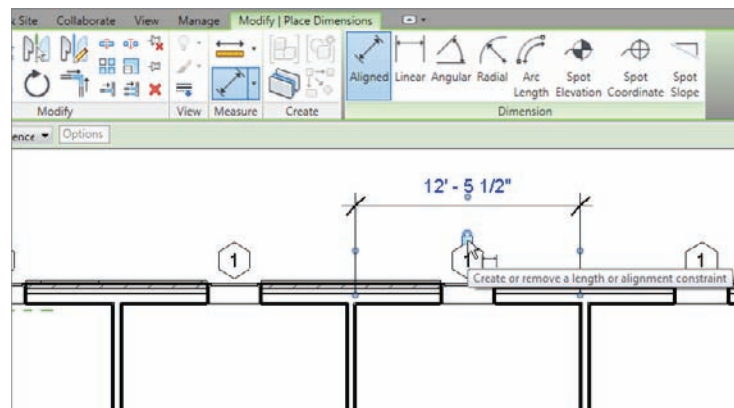 Site Collaborate View Manage Modify | Place Dimensions
Aligned Linear Angular Radial Arc Length Spot Elevation Spot Coordinate Spot Slope
Modify View Measure Create Dimension
Options
12' - 5 1/2"
1 1 1
Create or remove a length or alignment constraint